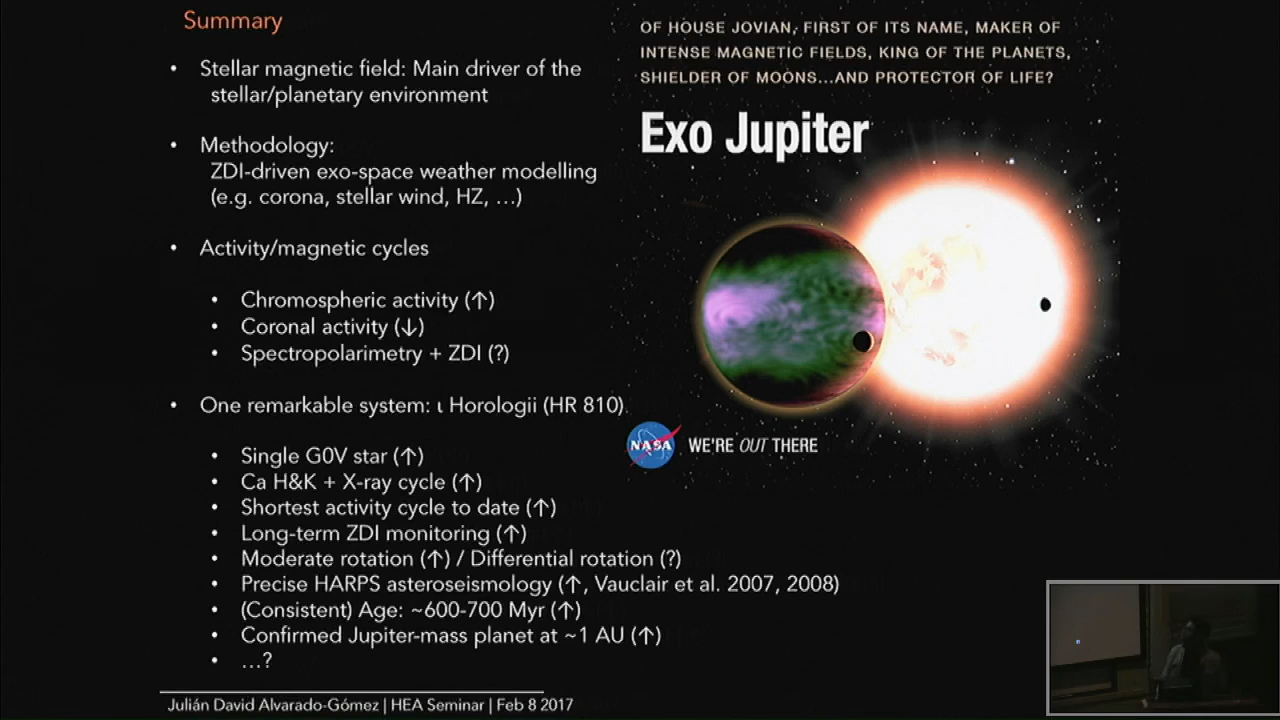 Summary
• Stellar magnetic field: Main driver of the
stellar/planetary environment
• Methodology:
ZDI-driven exo-space weather modelling
(e.g. corona, stellar wind, HZ, …)
• Activity/magnetic cycles
• Chromospheric activity (↑)
• Coronal activity (↓)
• Spectropolarimetry + ZDI (?)
• One remarkable system: ι Horologii (HR 810)
• Single G0V star (↑)
• Ca H&K + X-ray cycle (↑)
• Shortest activity cycle to date (↑)
• Long-term ZDI monitoring (↑)
• Moderate rotation (↑) / Differential rotation (?)
• Precise HARPS asteroseismology (↑, Vauclair et al. 2007, 2008)
• (Consistent) Age: ~600-700 Myr (↑)
• Confirmed Jupiter-mass planet at ~1 AU (↑)
• …?
Julián David Alvarado-Gómez | HEA Seminar | Feb 8 2017
OF HOUSE JOVIAN, FIRST OF ITS NAME, MAKER OF
INTENSE MAGNETIC FIELDS, KING OF THE PLANETS,
SHIELDER OF MOONS...AND PROTECTOR OF LIFE?
Exo Jupiter
NASA WE'RE OUT THERE